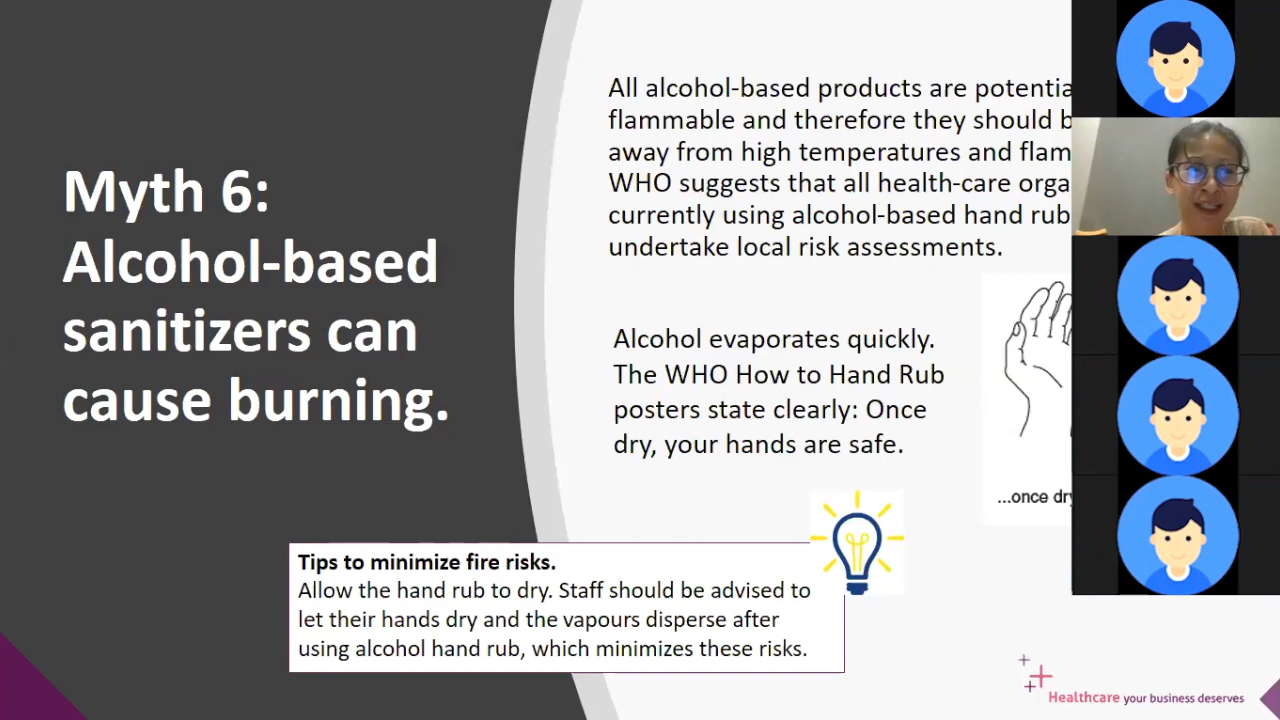 Myth 6:
Alcohol-based
sanitizers can
cause burning.
All alcohol-based products are
flammable and therefore they should
away from high temperatures and
WHO suggests that all health-care
currently using alcohol-based hand rub
undertake local risk assessments.
Alcohol evaporates quickly.
The WHO How to Hand Rub
posters state clearly: Once
dry, your hands are safe.
...once
Tips to minimize fire risks.
Allow the hand rub to dry. Staff should be advised to
let their hands dry and the vapours disperse after
using alcohol hand rub, which minimizes these risks.
Healthcare your business deserves